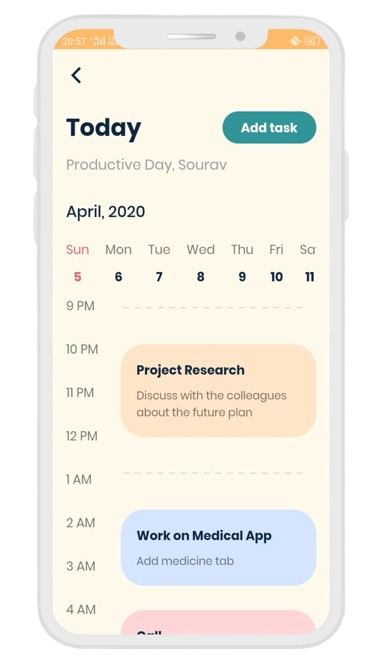 20:57
Today
Add task
Productive Day, Sourav
April, 2020
Sun Mon Tue Wed Thu Fri Sa
5 6 7 8 9 10 11
9 PM
10 PM
Project Research
11 PM
Discuss with the colleagues
about the future plan
12 PM
1 AM
2 AM
Work on Medical App
Add medicine tab
3 AM
4 AM
Call